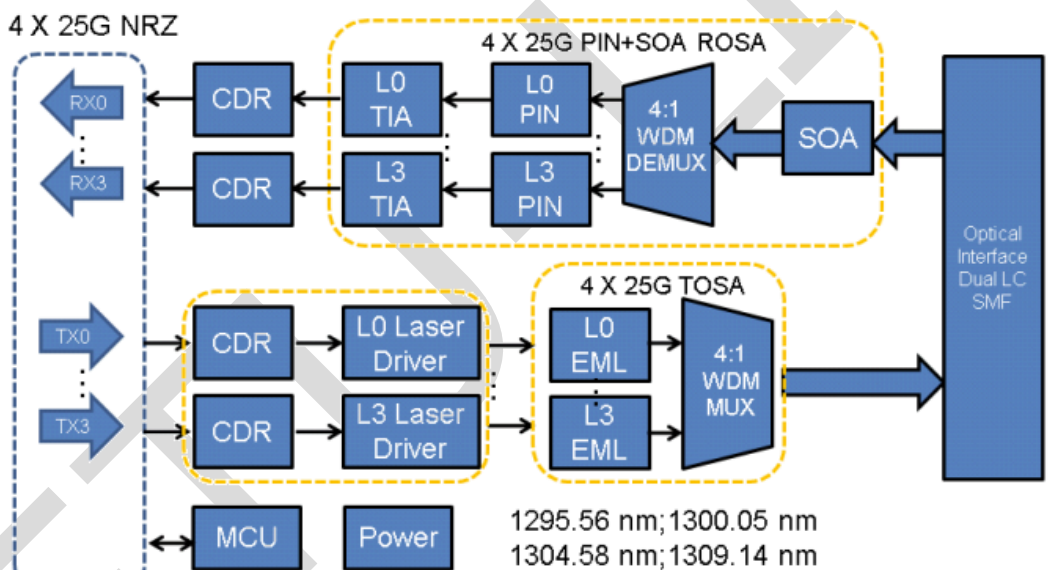 4 X 25G NRZ
4 X 25G PIN+SOA ROSA
RX0
CDR
L0
TIA
L0
PIN
4:1
WDM
DEMUX
SOA
RX3
CDR
L3
TIA
L3
PIN
Optical
Interface
Dual LC
SMF
4 X 25G TOSA
TX0
CDR
L0 Laser
Driver
L0
EML
4:1
WDM
MUX
TX3
CDR
L3 Laser
Driver
L3
EML
MCU
Power
1295.56 nm;1300.05 nm
1304.58 nm;1309.14 nm